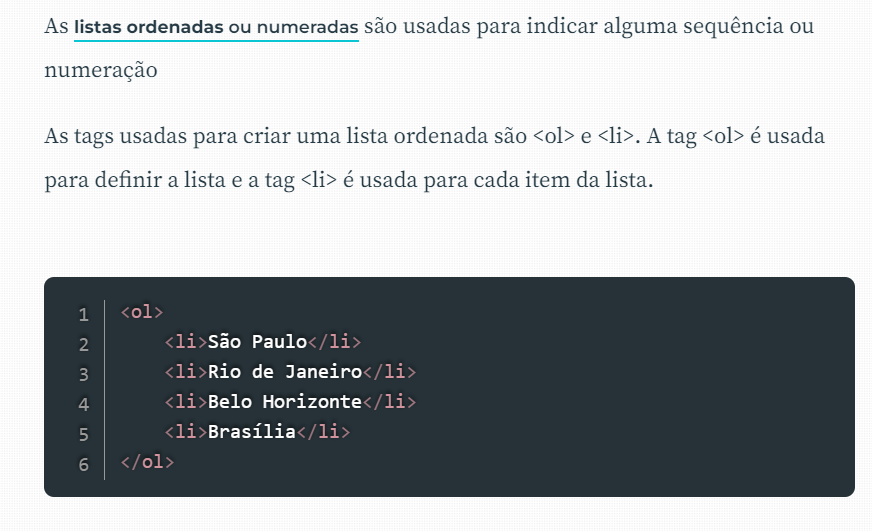 As listas ordenadas ou numeradas são usadas para indicar alguma sequência ou
numeração
As tags usadas para criar uma lista ordenada são <ol> e <li>. A tag <ol> é usada
para definir a lista e a tag <li> é usada para cada item da lista.
1 <ol>
2     <li>São Paulo</li>
3     <li>Rio de Janeiro</li>
4     <li>Belo Horizonte</li>
5     <li>Brasília</li>
6 </ol>